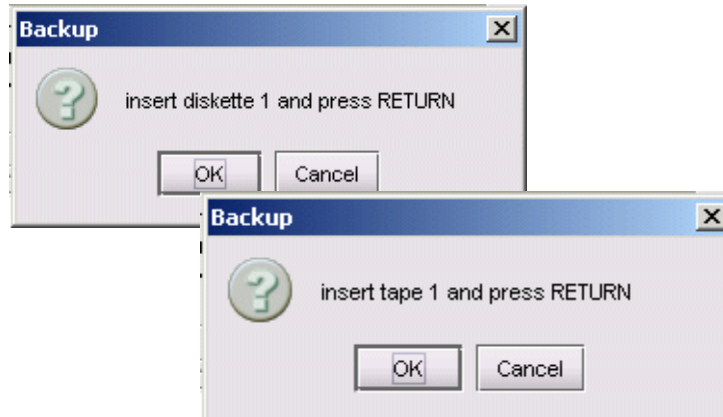 Backup
insert diskette 1 and press RETURN
OK Cancel
Backup
insert tape 1 and press RETURN
OK Cancel